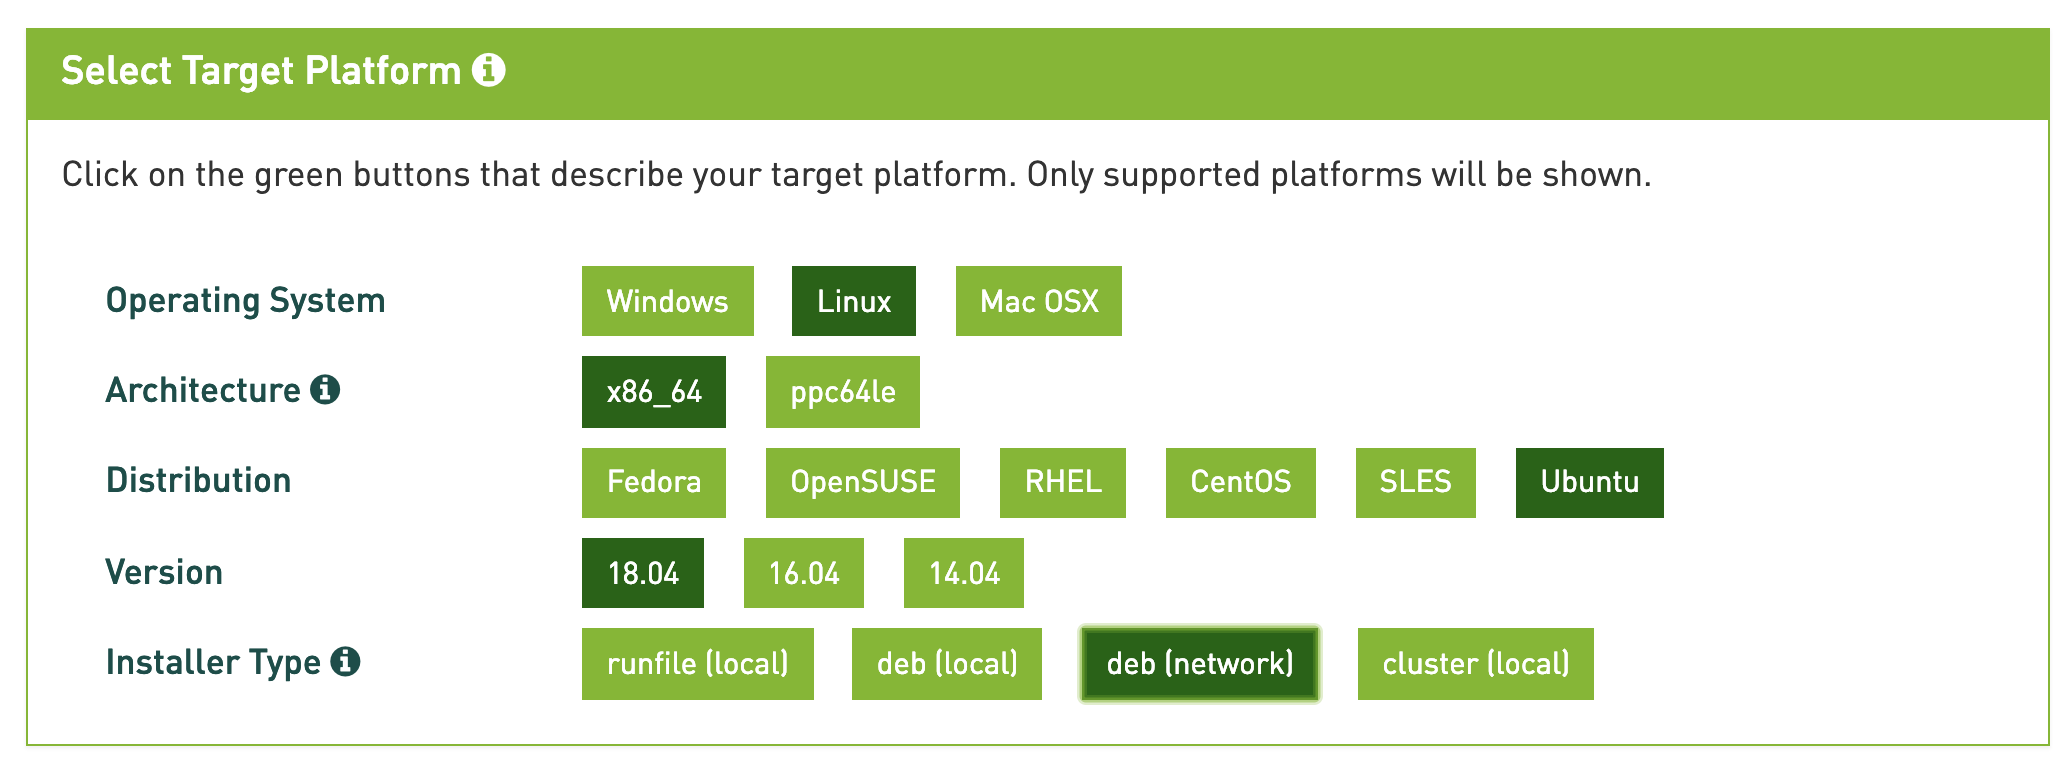 Select Target Platform
Click on the green buttons that describe your target platform. Only supported platforms will be shown.
Operating System Windows Linux Mac OSX
Architecture x86_64 ppc64le
Distribution Fedora OpenSUSE RHEL CentOS SLES Ubuntu
Version 18.04 16.04 14.04
Installer Type runfile (local) deb (local) deb (network) cluster (local)